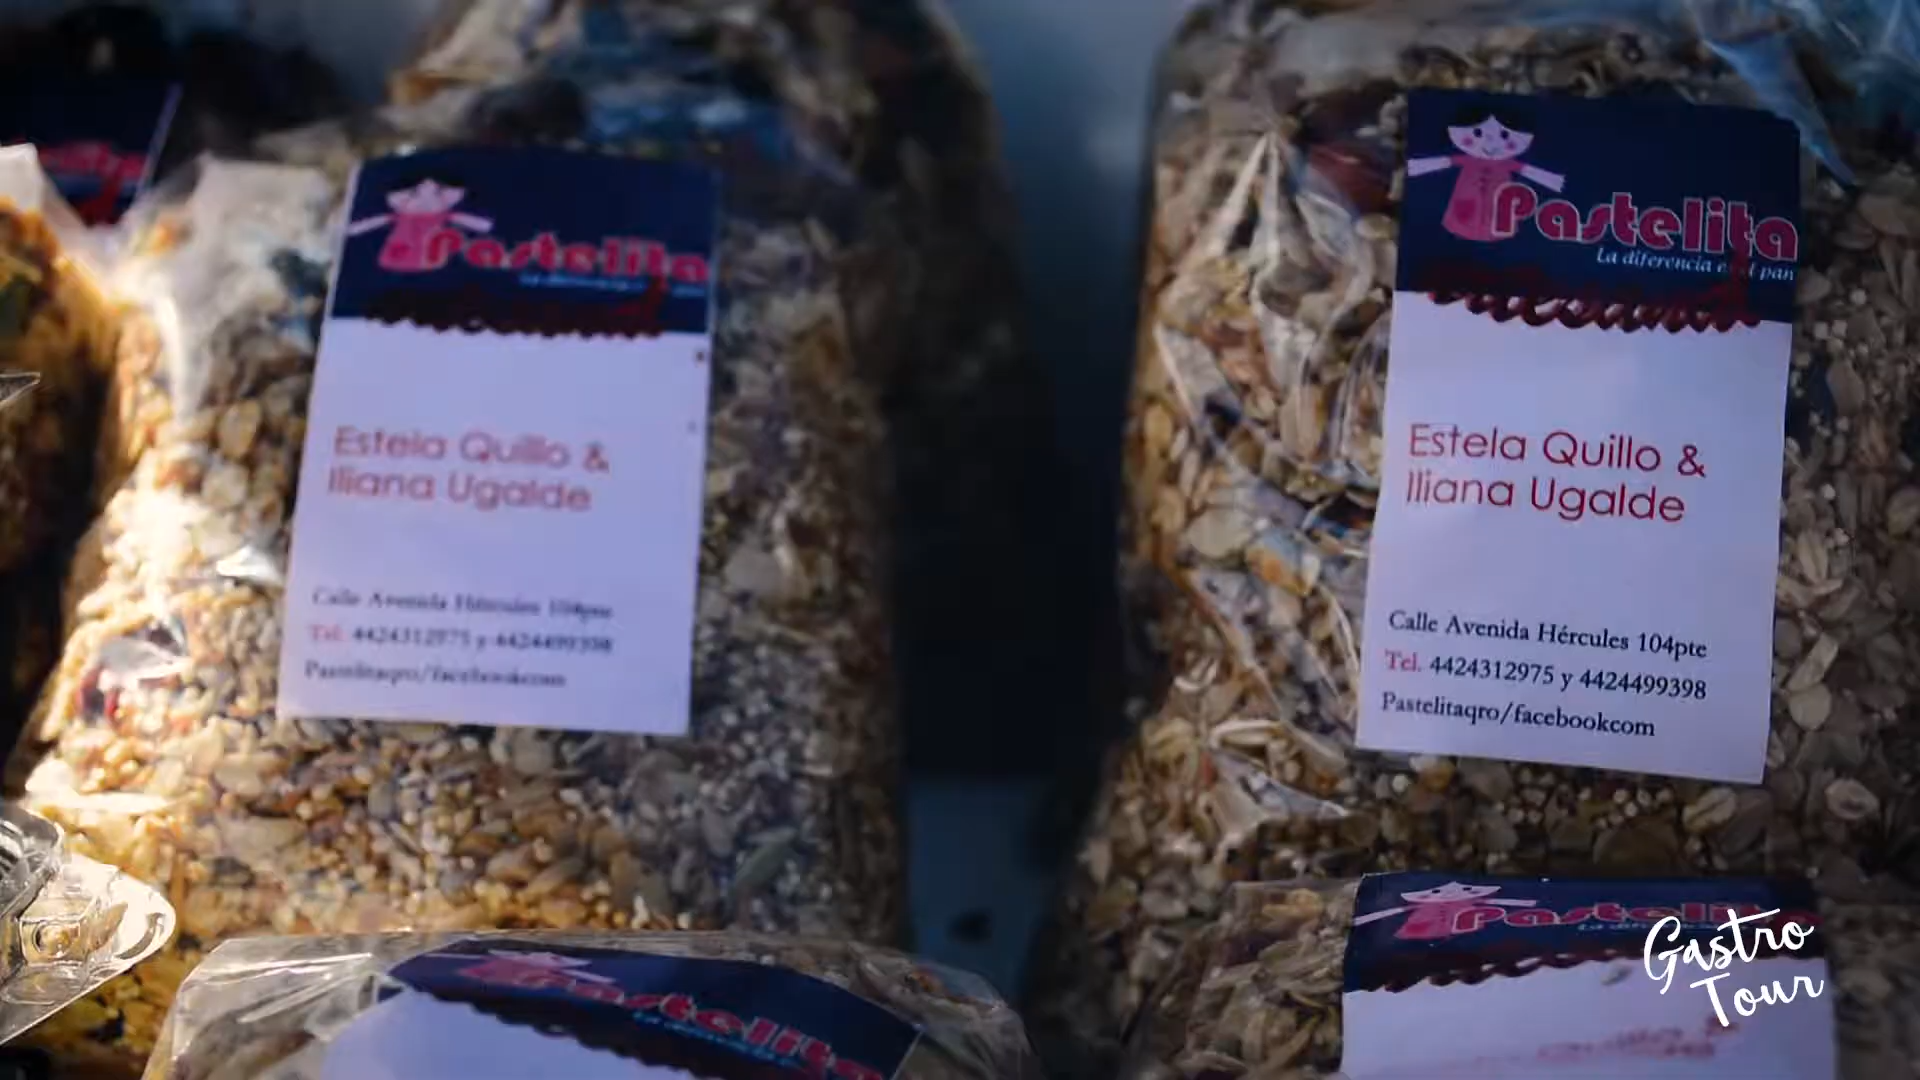 Pastelita
Estela Quillo &
Iliana Ugalde
Calle Avenida Hércules 104pte
Tel. 4424312975 y 4424499398
Pastelitaqro/facebookcom
Pastelita
La diferencia e el pan
artesanal
Estela Quillo &
Iliana Ugalde
Calle Avenida Hércules 104pte
Tel. 4424312975 y 4424499398
Pastelitaqro/facebookcom
Pastelita
Pastelita
Gastro
Tour